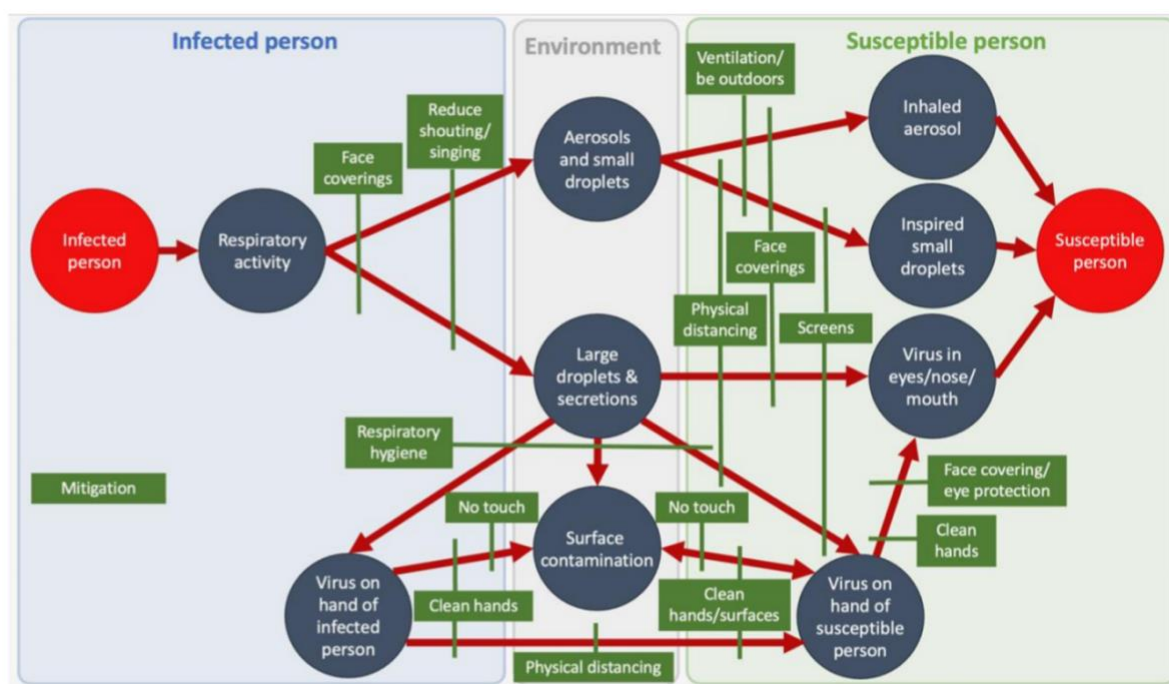 Infected person
Environment
Susceptible person
Ventilation/
be outdoors
Reduce
shouting/
singing
Face
coverings
Aerosols
and small
droplets
Inhaled
aerosol
Infected
person
Respiratory
activity
Inspired
small
droplets
Susceptible
person
Face
coverings
Physical
distancing
Screens
Large
droplets &
secretions
Virus in
eyes/nose/
mouth
Respiratory
hygiene
Mitigation
Face covering/
eye protection
No touch
No touch
Surface
contamination
Clean
hands
Virus on
hand of
infected
person
Clean hands
Clean
hands/surfaces
Virus on
hand of
susceptible
person
Physical distancing